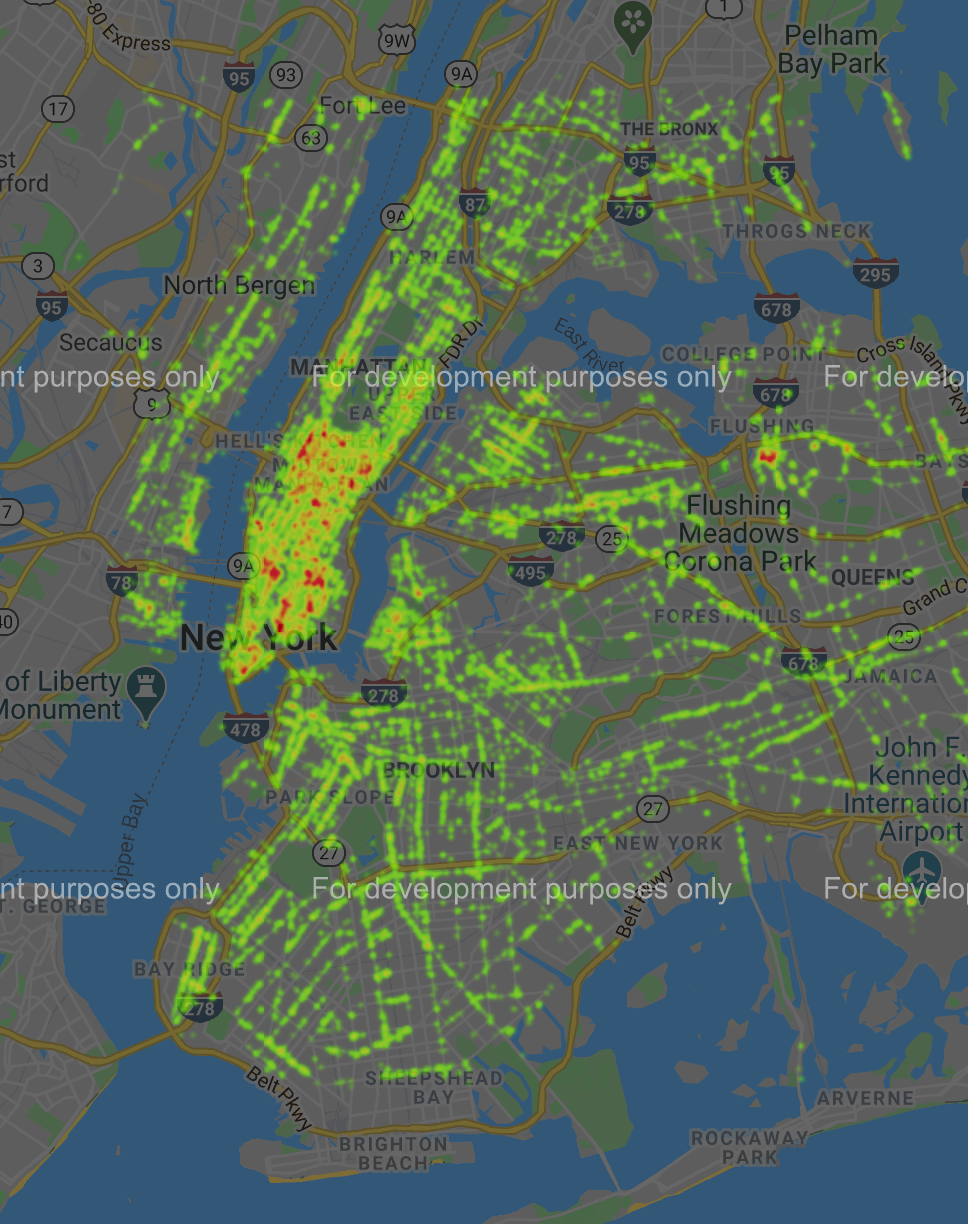 -80 Express
9W
1
Pelham
Bay Park
95
93
9A
Fort Lee
17
63
THE BRONX
95
95
st
rford
87
278
9A
THROGS NECK
HARLEM
3
295
North Bergen
95
678
East River
Secaucus
FDR Dr
COLLEGE POINT
Cross Island Pkwy
MANHATTAN
nt purposes only
For development purposes only
For develop
9
UPPER
EAST SIDE
678
FLUSHING
HELL'S KITCHEN
MIDTOWN
MANHATTAN
BAYS
7
Flushing
Meadows
Corona Park
278
25
9A
495
78
QUEENS
Grand C
40
FOREST HILLS
New York
25
678
JAMAICA
of Liberty
Monument
278
478
John F.
Kennedy
Internation
Airport
BROOKLYN
PARK SLOPE
27
Upper Bay
27
EAST NEW YORK
Belt Pkwy
nt purposes only
For development purposes only
For develop
T. GEORGE
BAY RIDGE
278
Belt Pkwy
SHEEPSHEAD
BAY
ARVERNE
BRIGHTON
BEACH
ROCKAWAY
PARK